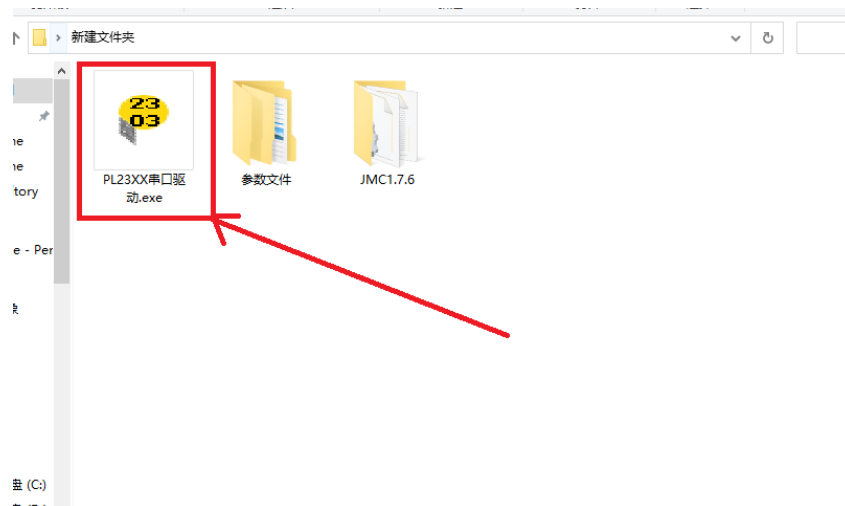 新建文件夹
ne
ne
tory
e - Per
象
盘 (C:)
23
03
PL23XX串口驱
动.exe
参数文件
JMC1.7.6